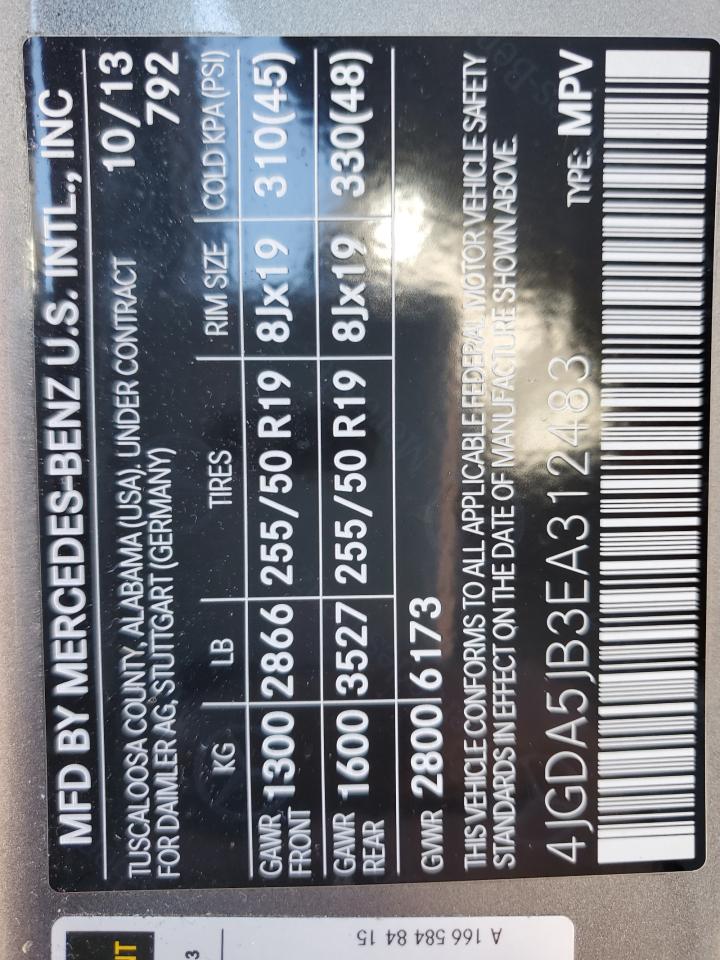 MFD BY MERCEDES-BENZ U.S. INTL., INC
TUSCALOOSA COUNTY, ALABAMA (USA). UNDER CONTRACT 10/13
FOR DAIMLER AG, STUTTGART (GERMANY) 792
KG LB TIRES RIM SIZE COLD KPA (PSI)
GAWR FRONT 1300 2866 255/50 R19 8Jx19 310(45)
GAWR REAR 1600 3527 255/50 R19 8Jx19 330(48)
GWR 2800 6173
THIS VEHICLE CONFORMS TO ALL APPLICABLE FEDERAL MOTOR VEHICLE SAFETY
STANDARDS IN EFFECT ON THE DATE OF MANUFACTURE SHOWN ABOVE.
4JGDA5JB3EA312483 TYPE: MPV
A 166 584 84 15
NT
3